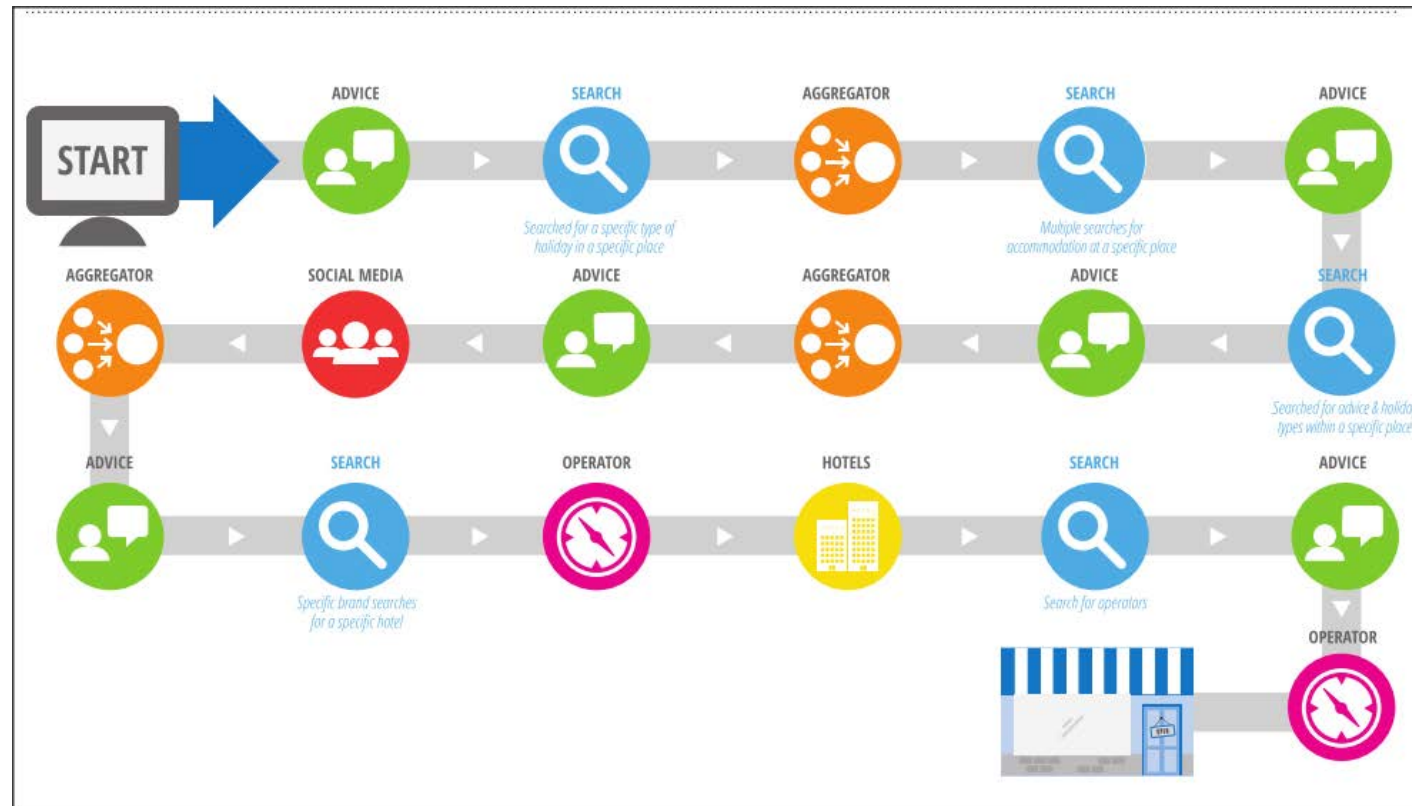 START
ADVICE
SEARCH
AGGREGATOR
SEARCH
ADVICE
Searched for a specific type of
holiday in a specific place
Multiple searches for
accommodation at a specific place
AGGREGATOR
SOCIAL MEDIA
ADVICE
AGGREGATOR
ADVICE
SEARCH
Searched for advice & holida
types within a specific place
ADVICE
SEARCH
OPERATOR
HOTELS
SEARCH
ADVICE
Specific brand searches
for a specific hotel
Search for operators
OPERATOR
OPEN